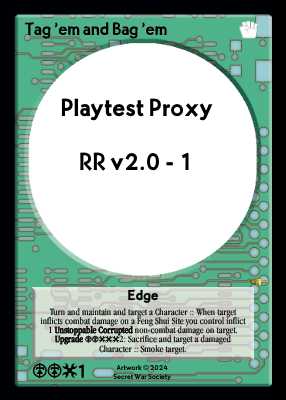 Tag 'em and Bag 'em
Playtest Proxy
RR v2.0 - 1
Edge
Turn and maintain and target a Character :: When target
inflicts combat damage on a Feng Shui Site you control inflict
1 Unstoppable Corrupted non-combat damage on target.
Upgrade 2: Sacrifice and target a damaged
Character :: Smoke target.
1
Artwork © 2024
Secret War Society